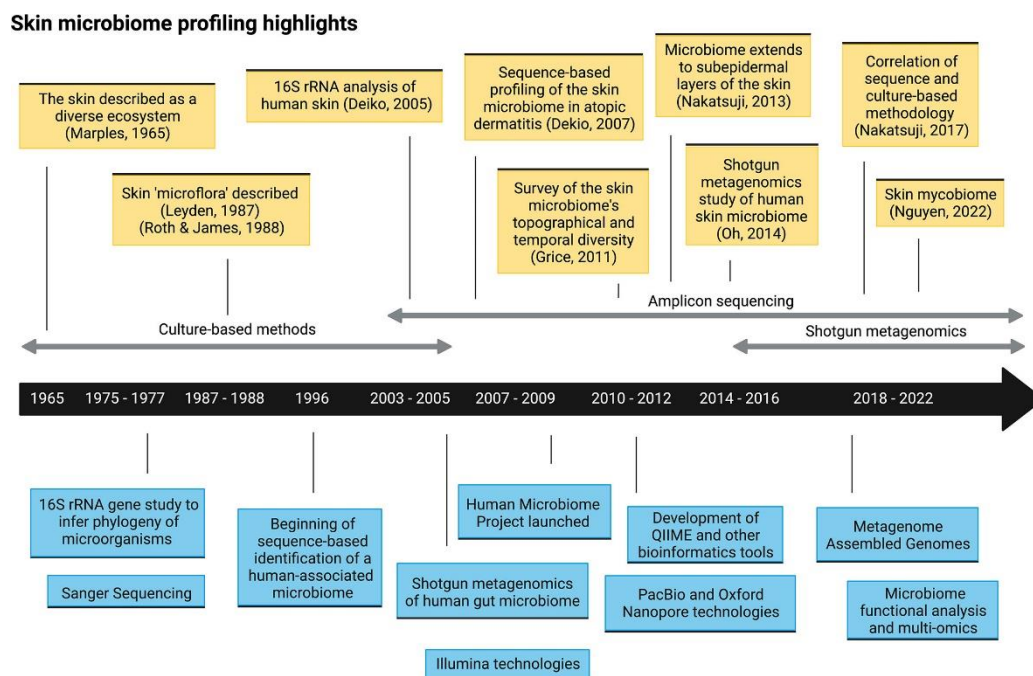 Skin microbiome profiling highlights
The skin described as a
diverse ecosystem
(Marples, 1965)
Skin 'microflora' described
(Leyden, 1987)
(Roth & James, 1988)
16S rRNA analysis of
human skin (Deiko, 2005)
Sequence-based
profiling of the skin
microbiome in atopic
dermatitis (Dekio, 2007)
Survey of the skin
microbiome's
topographical and
temporal diversity
(Grice, 2011)
Microbiome extends
to subepidermal
layers of the skin
(Nakatsuji, 2013)
Shotgun
metagenomics
study of human
skin microbiome
(Oh, 2014)
Correlation of
sequence and
culture-based
methodology
(Nakatsuji, 2017)
Skin mycobiome
(Nguyen, 2022)
Amplicon sequencing
Culture-based methods
Shotgun metagenomics
1965 1975 - 1977 1987 - 1988 1996 2003 - 2005 2007 - 2009 2010 - 2012 2014 - 2016 2018 - 2022
16S rRNA gene study to
infer phylogeny of
microorganisms
Sanger Sequencing
Beginning of
sequence-based
identification of a
human-associated
microbiome
Shotgun metagenomics
of human gut microbiome
Illumina technologies
Human Microbiome
Project launched
Development of
QIIME and other
bioinformatics tools
PacBio and Oxford
Nanopore technologies
Metagenome
Assembled Genomes
Microbiome
functional analysis
and multi-omics